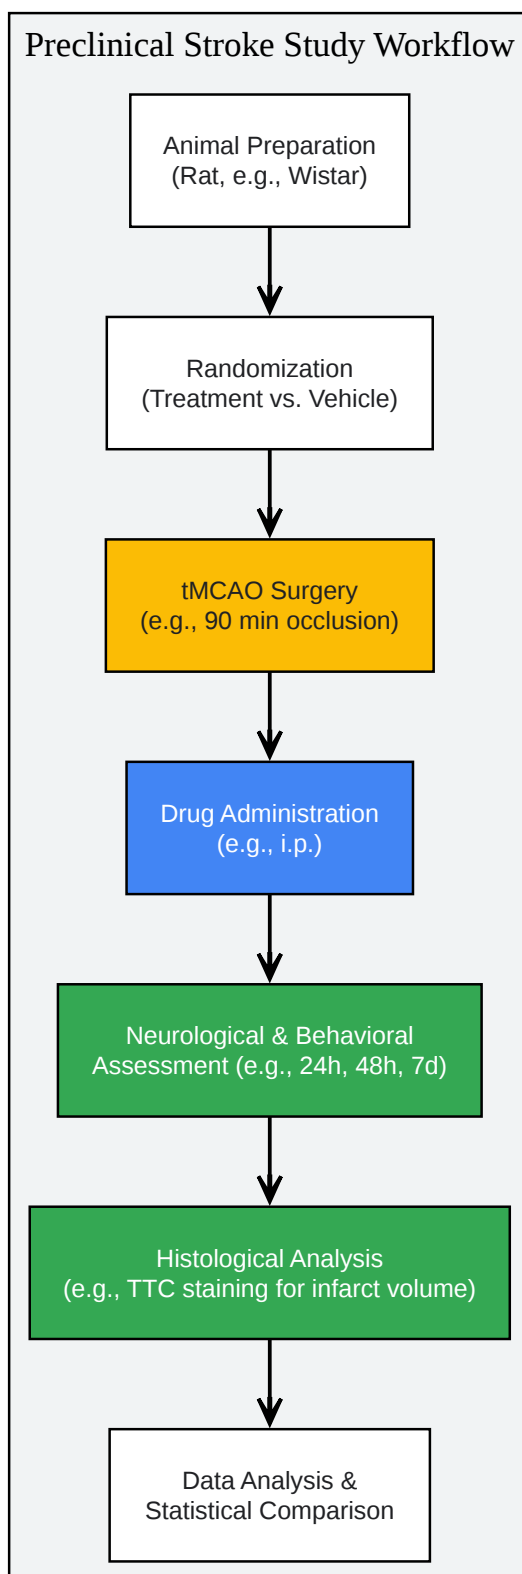 Preclinical Stroke Study Workflow
Animal Preparation
(Rat, e.g., Wistar)
Randomization
(Treatment vs. Vehicle)
tMCAO Surgery
(e.g., 90 min occlusion)
Drug Administration
(e.g., i.p.)
Neurological & Behavioral
Assessment (e.g., 24h, 48h, 7d)
Histological Analysis
(e.g., TTC staining for infarct volume)
Data Analysis &
Statistical Comparison